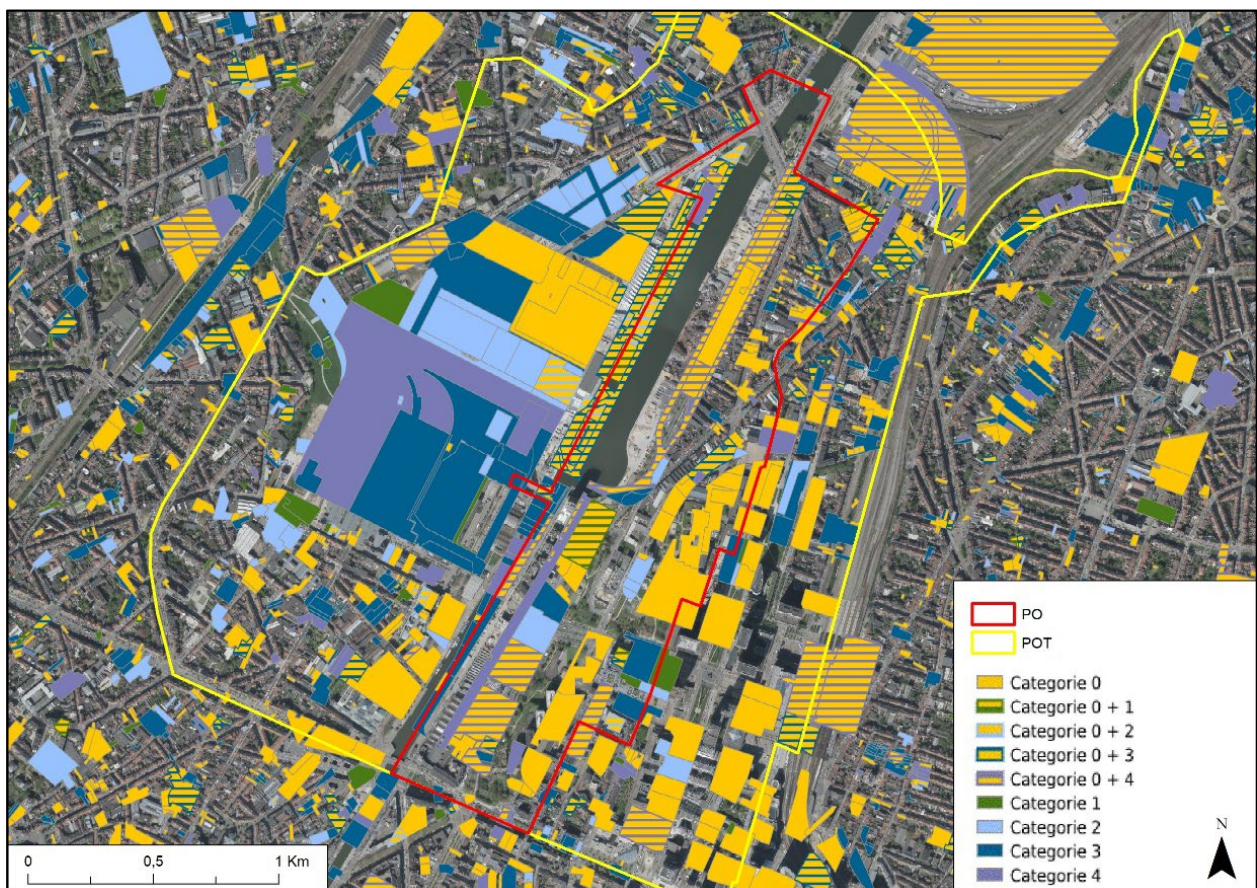 PO
POT
Categorie 0
Categorie 0 + 1
Categorie 0 + 2
Categorie 0 + 3
Categorie 0 + 4
Categorie 1
Categorie 2
Categorie 3
Categorie 4
N
0 0,5 1 Km